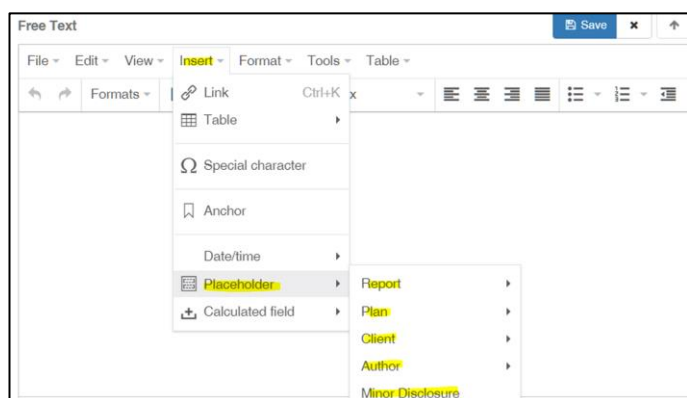 Free Text Save
File Edit View Insert Format Tools Table
Formats x
Link Ctrl+K
Table
Special character
Anchor
Date/time
Placeholder
Calculated field
Report
Plan
Client
Author
Minor Disclosure